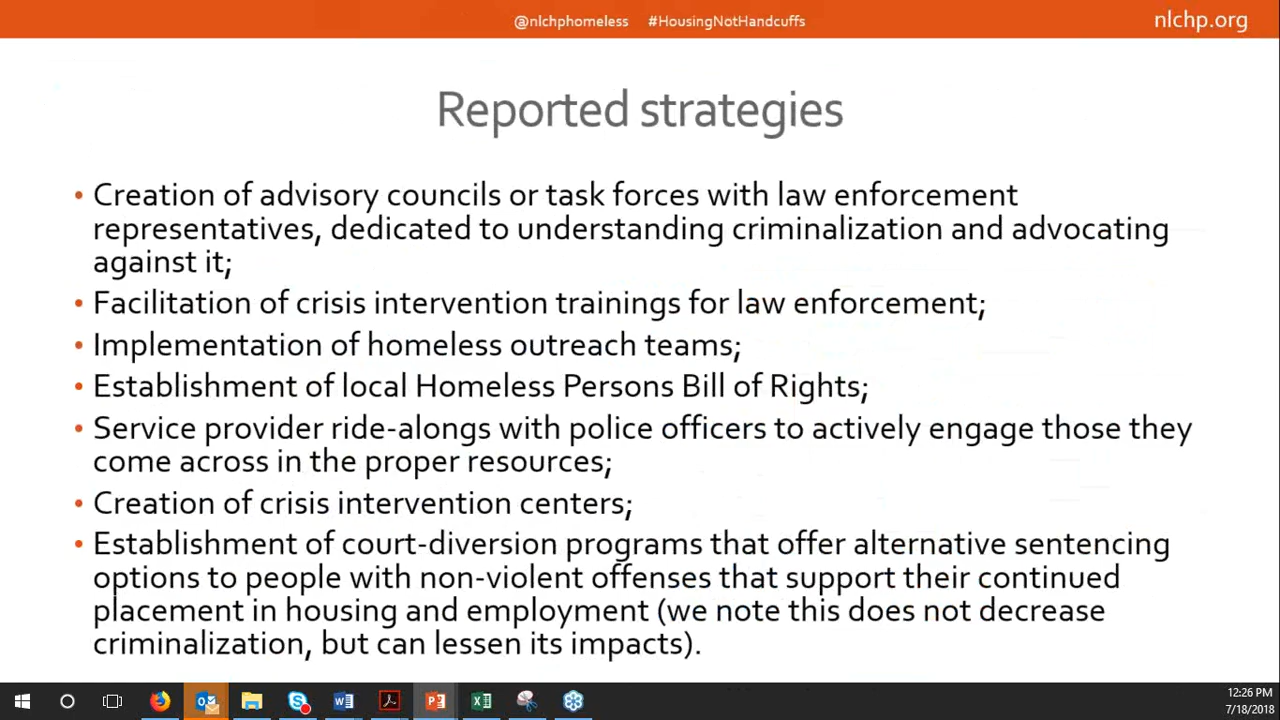 @nlchphomeless #HousingNotHandcuffs nlchp.org
Reported strategies
• Creation of advisory councils or task forces with law enforcement
representatives, dedicated to understanding criminalization and advocating
against it;
• Facilitation of crisis intervention trainings for law enforcement;
• Implementation of homeless outreach teams;
• Establishment of local Homeless Persons Bill of Rights;
• Service provider ride-alongs with police officers to actively engage those they
come across in the proper resources;
• Creation of crisis intervention centers;
• Establishment of court-diversion programs that offer alternative sentencing
options to people with non-violent offenses that support their continued
placement in housing and employment (we note this does not decrease
criminalization, but can lessen its impacts).
12:26 PM
7/18/2018